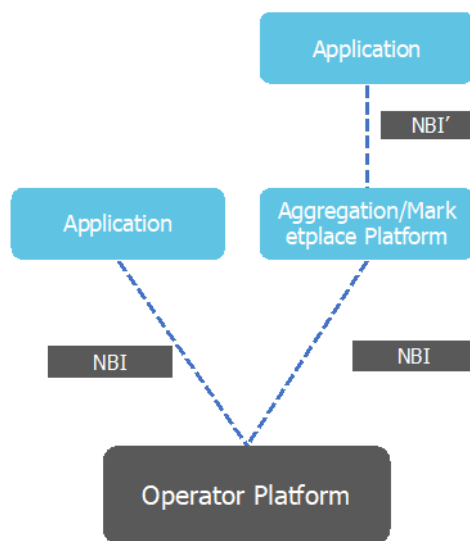 Application
NBI′
Application
Aggregation/Mark
etplace Platform
NBI
NBI
Operator Platform